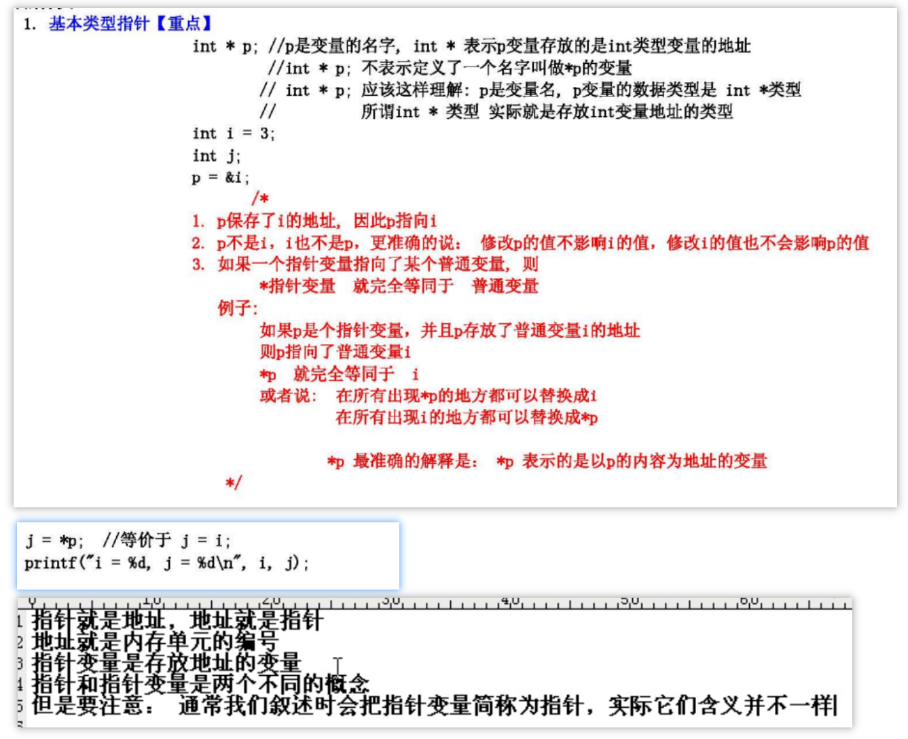 1. 基本类型指针【重点】
int * p; //p是变量的名字, int * 表示p变量存放的是int类型变量的地址
//int * p; 不表示定义了一个名字叫做*p的变量
// int * p; 应该这样理解: p是变量名, p变量的数据类型是 int *类型
// 所谓int * 类型 实际就是存放int变量地址的类型
int i = 3;
int j;
p = &i;
/*
1. p保存了i的地址, 因此p指向i
2. p不是i, i也不是p, 更准确的说: 修改p的值不影响i的值, 修改i的值也不会影响p的值
3. 如果一个指针变量指向了某个普通变量, 则
*指针变量 就完全等同于 普通变量
例子:
如果p是个指针变量, 并且p存放了普通变量i的地址
则p指向了普通变量i
*p 就完全等同于 i
或者说: 在所有出现*p的地方都可以替换成i
在所有出现i的地方都可以替换成*p
*p 最准确的解释是: *p 表示的是以p的内容为地址的变量
*/
j = *p; //等价于 j = i;
printf("i = %d, j = %d\n", i, j);
0 10 20 30 40 50 60
1 指针就是地址，地址就是指针
2 地址就是内存单元的编号
3 指针变量是存放地址的变量
4 指针和指针变量是两个不同的概念
5 但是要注意： 通常我们叙述时会把指针变量简称为指针，实际它们含义并不一样